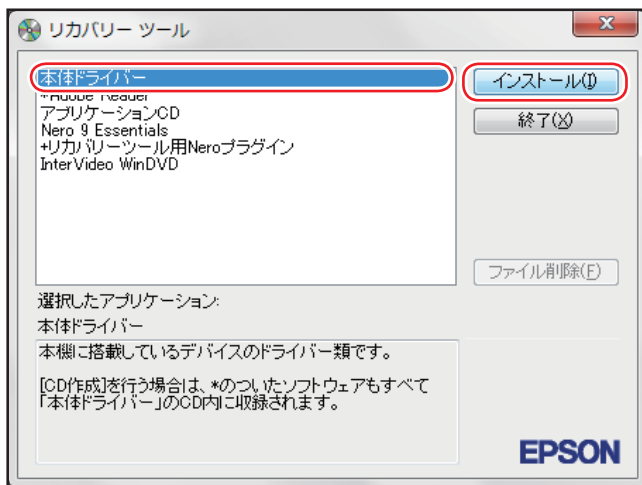 リカバリー ツール
本体ドライバー
インストール(I)
*Adobe Reader
終了(X)
アプリケーションCD
Nero 9 Essentials
+リカバリーツール用Neroプラグイン
InterVideo WinDVD
ファイル削除(F)
選択したアプリケーション:
本体ドライバー
本機に搭載しているデバイスのドライバー類です。
[CD作成]を行う場合は、*のついたソフトウェアもすべて
「本体ドライバー」のCD内に収録されます。
EPSON